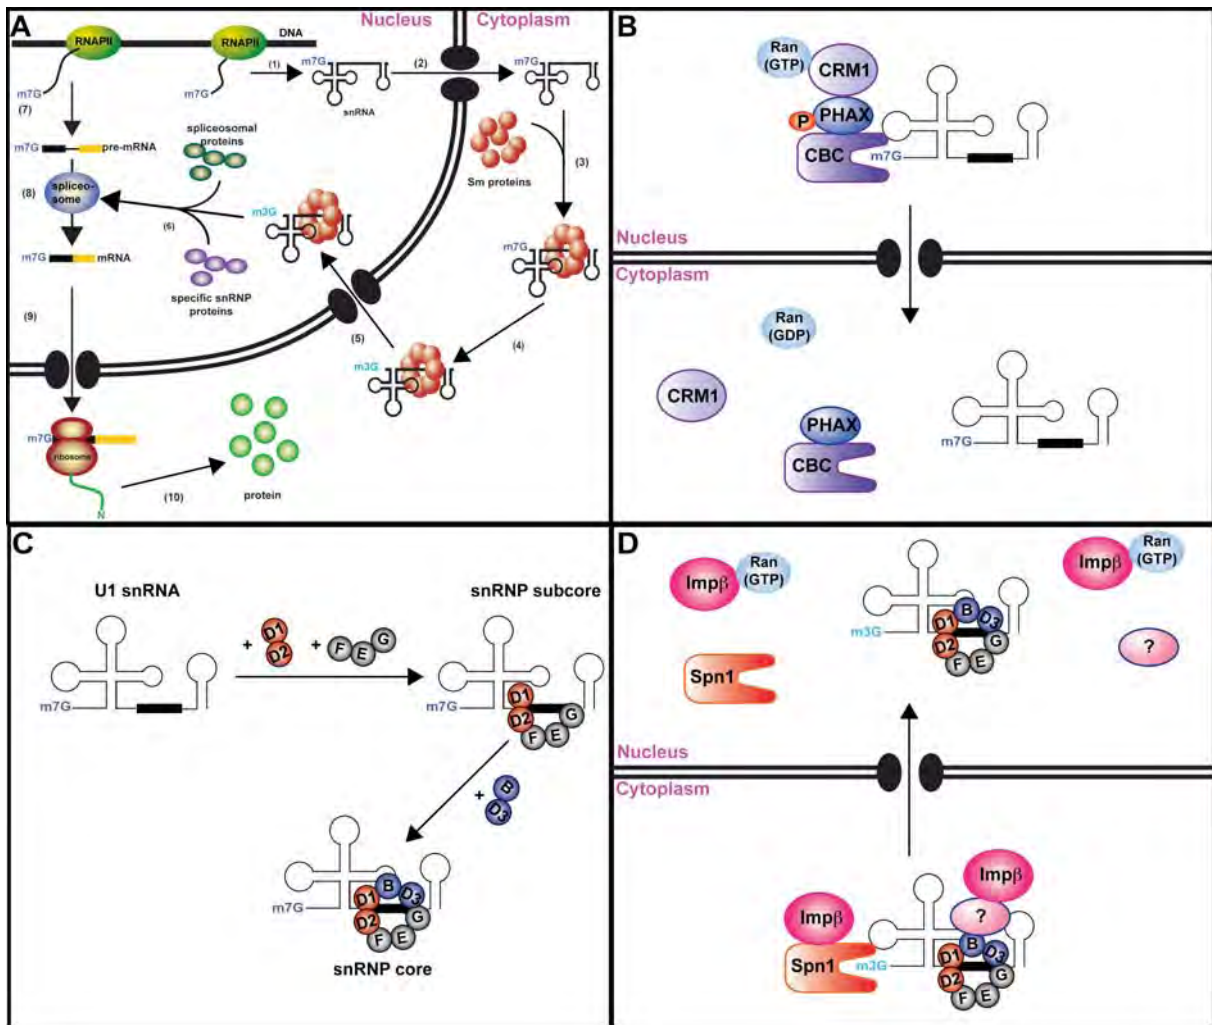 A
Nucleus
Cytoplasm
RNAPII
RNAPII
DNA
m7G
m7G
(1)
m7G
snRNA
(2)
m7G
(7)
m7G
pre-mRNA
spliceosomal
proteins
Sm proteins
(3)
(8)
spliceo-
some
(6)
m3G
m7G
m7G
mRNA
specific snRNP
proteins
(9)
(5)
(4)
m3G
m7G
ribosome
N
(10)
protein
B
Ran
(GTP)
CRM1
P
PHAX
CBC
m7G
Nucleus
Cytoplasm
Ran
(GDP)
CRM1
PHAX
CBC
m7G
C
U1 snRNA
snRNP subcore
+
D1
D2
+
F
E
G
m7G
m7G
D1
D2
F
E
G
+
B
D3
m7G
D1
B
D3
D2
F
E
G
snRNP core
D
Impβ
Ran
(GTP)
Impβ
Ran
(GTP)
m3G
D1
B
D3
D2
F
E
G
Spn1
?
Nucleus
Cytoplasm
Impβ
Impβ
?
Spn1
m3G
D1
B
D3
D2
F
E
G